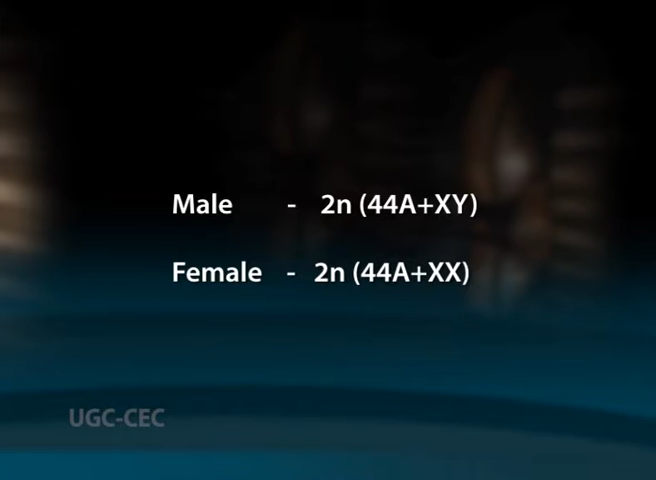 Male - 2n (44A+XY)
Female - 2n (44A+XX)
UGC-CEC